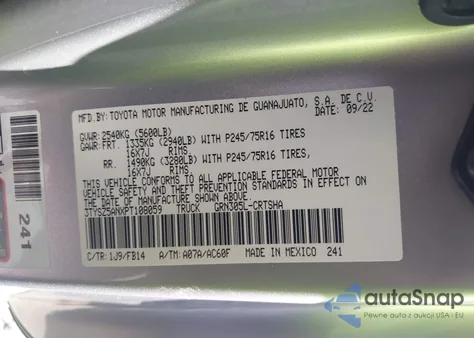 MFD.BY: TOYOTA MOTOR MANUFACTURING DE GUANAJUATO, S.A. DE C.V.
DATE: 09/22
GVWR: 2540KG (5600LB)
GAWR: FRT. 1335KG (2940LB) WITH P245/75R16 TIRES
16X7J RIMS.
RR. 1490KG (3280LB) WITH P245/75R16 TIRES
16X7J RIMS.
THIS VEHICLE CONFORMS TO ALL APPLICABLE FEDERAL MOTOR
VEHICLE SAFETY AND THEFT PREVENTION STANDARDS IN EFFECT ON THE
DATE OF MANUFACTURE SHOWN ABOVE.
3TYSZ5ANXPT108059 TRUCK GRN305L-CRTSHA
C/TR: 1J9/FB14 A/TM: A07A/AC60F MADE IN MEXICO 241
241
autoSnap
Pewne auta z aukcji USA i EU